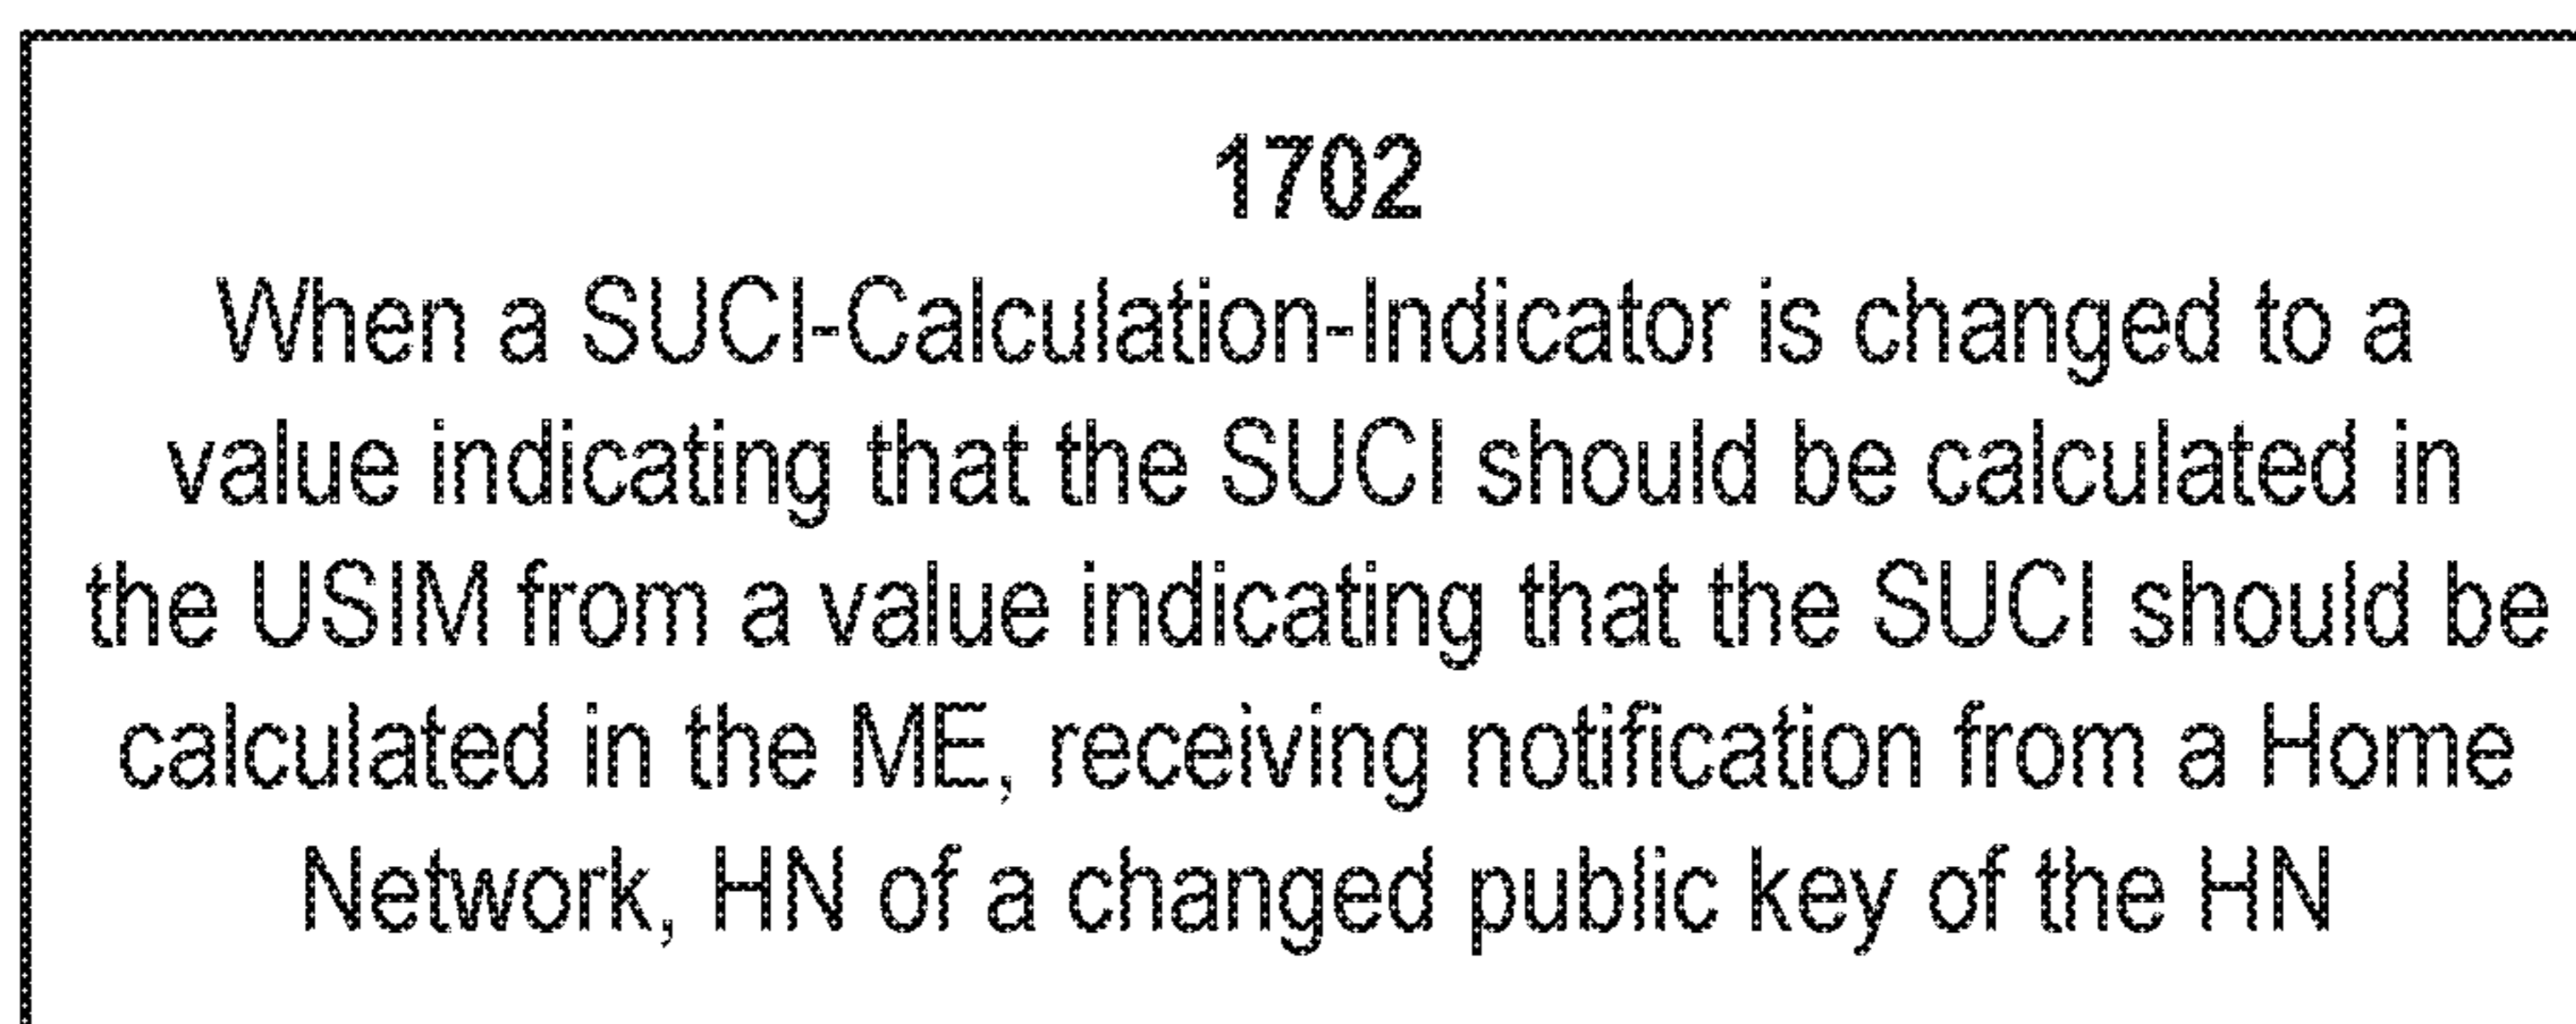 1702
When a SUCI-Calculation-Indicator is changed to a
value indicating that the SUCI should be calculated in
the USIM from a value indicating that the SUCI should be
calculated in the ME, receiving notification from a Home
Network, HN of a changed public key of the HN